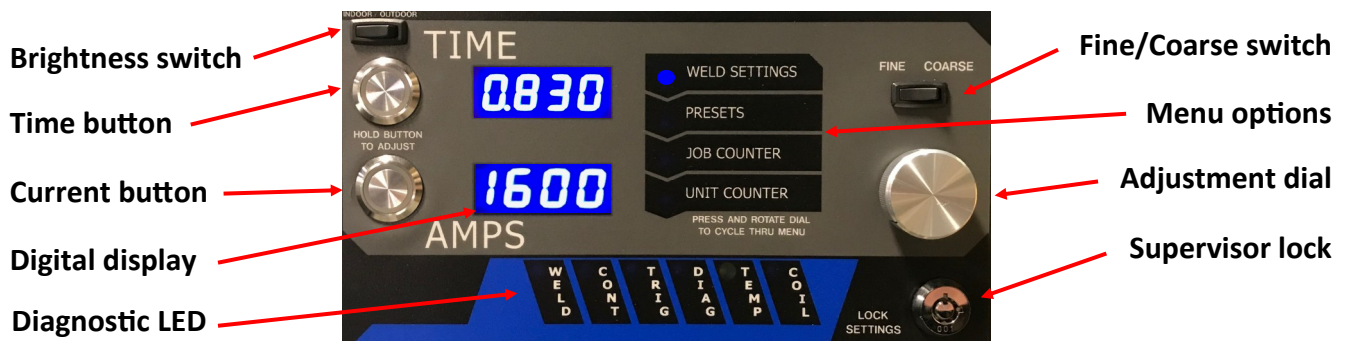 Brightness switch
Time button
Current button
Digital display
Diagnostic LED
INDOOR / OUTDOOR
TIME
0.830
HOLD BUTTON
TO ADJUST
1600
AMPS
WELD SETTINGS
PRESETS
JOB COUNTER
UNIT COUNTER
PRESS AND ROTATE DIAL
TO CYCLE THRU MENU
FINE COARSE
WELD
CONT
TRIG
DIAG
TEMP
COIL
LOCK
SETTINGS
001
Fine/Coarse switch
Menu options
Adjustment dial
Supervisor lock